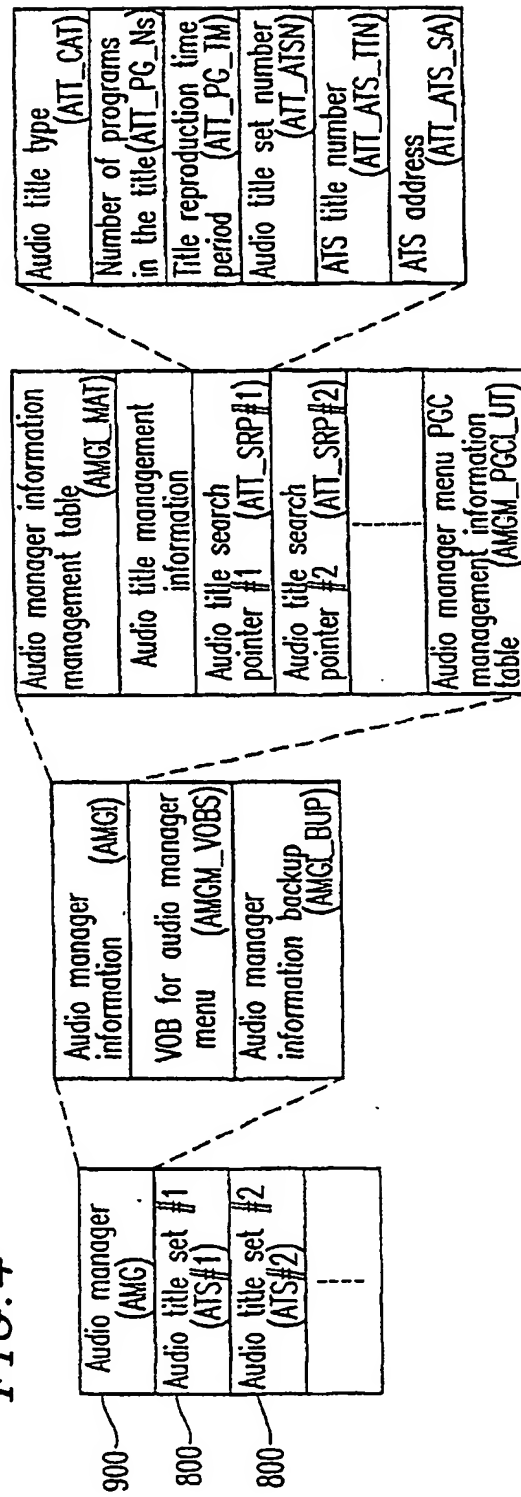 FIG. 4
900
800
800
Audio manager
(AMG)
Audio title set #1
(ATS#1)
Audio title set #2
(ATS#2)
Audio manager
information (AMGI)
VOB for audio manager
menu (AMGM_VOBS)
Audio manager
information backup
(AMGI_BUP)
Audio manager information
management table
(AMGI_MAT)
Audio title management
information
Audio title search
pointer #1 (ATT_SRP#1)
Audio title search
pointer #2 (ATT_SRP#2)
Audio manager menu PGC
management information
table (AMGM_PGCI_UT)
Audio title type
(ATT_CAT)
Number of programs
in the title(ATT_PG_Ns)
Title reproduction time
period (ATT_PG_TM)
Audio title set number
(ATT_ATSN)
ATS title number
(ATT_ATS_TTN)
ATS address
(ATT_ATS_SA)